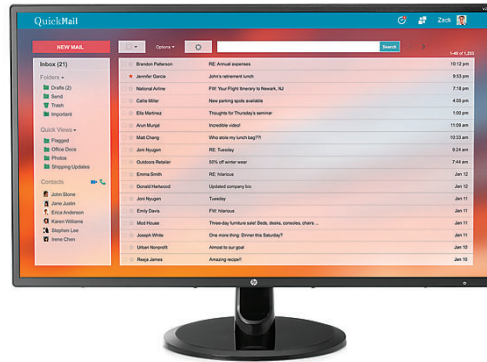 QuickMail
Zack
NEW MAIL
Options
Search
1-49 of 1,253
Inbox (21)
Folders
Drafts (2)
Send
Trash
Important
Quick Views
Flagged
Office Docs
Photos
Shipping Updates
Contacts
John Stone
Jane Justin
Erica Anderson
Karen Williams
Stephen Lee
Irene Chen
Brandon Patterson RE: Annual expenses 10:12 pm
Jennifer Garcia John's retirement lunch 9:53 pm
National Airline FW: Your Flight Itinerary to Newark, NJ 7:18 pm
Callie Miller New parking spots available 4:00 pm
Ella Martinez Thoughts for Thursday's seminar 1:00 pm
Arun Munjal Incredible video! 11:09 am
Matt Chang Who stole my lunch bag??! 10:33 am
Joni Nyugen RE: Tuesday 9:24 am
Outdoors Retailer 50% off winter wear 7:44 am
Emma Smith RE: hilarious Jan 12
Donald Harwood Updated company bio Jan 12
Joni Nyugen Tuesday Jan 11
Emily Davis FW: hilarious Jan 11
Mod House Three-day furniture sale! Beds, desks, consoles, chairs ... Jan 11
Joseph White One more thing: Dinner this Saturday? Jan 11
Urban Nonprofit Almost to our goal Jan 10
Reeja James Amazing recipe!! Jan 10
hp